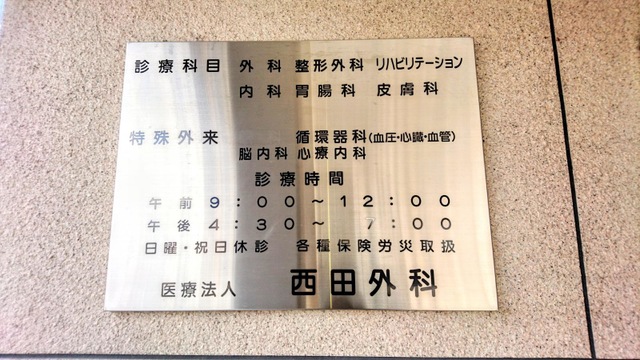 診療科目 外科 整形外科 リハビリテーション
内科 胃腸科 皮膚科
特殊外来 循環器科(血圧・心臓・血管)
脳内科 心療内科
診療時間
午前 9:00〜12:00
午後 4:30〜 7:00
日曜・祝日休診 各種保険労災取扱
医療法人 西田外科